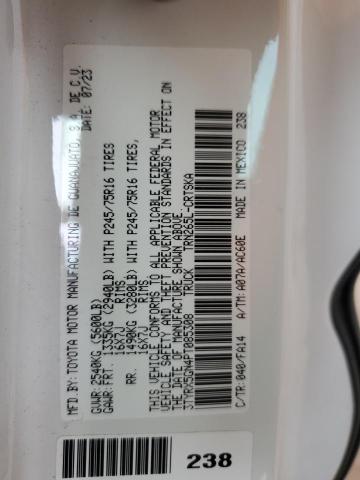 MFD. BY: TOYOTA MOTOR MANUFACTURING DE GUANAJUATO, S.A. DE C.V.
DATE: 07/23
GVWR: 2540KG (5600LB)
GAWR: FRT. 1335KG (2940LB) WITH P245/75R16 TIRES
16X7J RIMS
RR. 1490KG (3280LB) WITH P245/75R16 TIRES
16X7J RIMS
THIS VEHICLE CONFORMS TO ALL APPLICABLE FEDERAL MOTOR
VEHICLE SAFETY AND THEFT PREVENTION STANDARDS IN EFFECT ON
THE DATE OF MANUFACTURE SHOWN ABOVE.
3TYRX5GN4PT085308 TRUCK TRN265L-CRTSKA
C/TR: 040/FA14 A/TM: A07A/AC60E MADE IN MEXICO 238
238